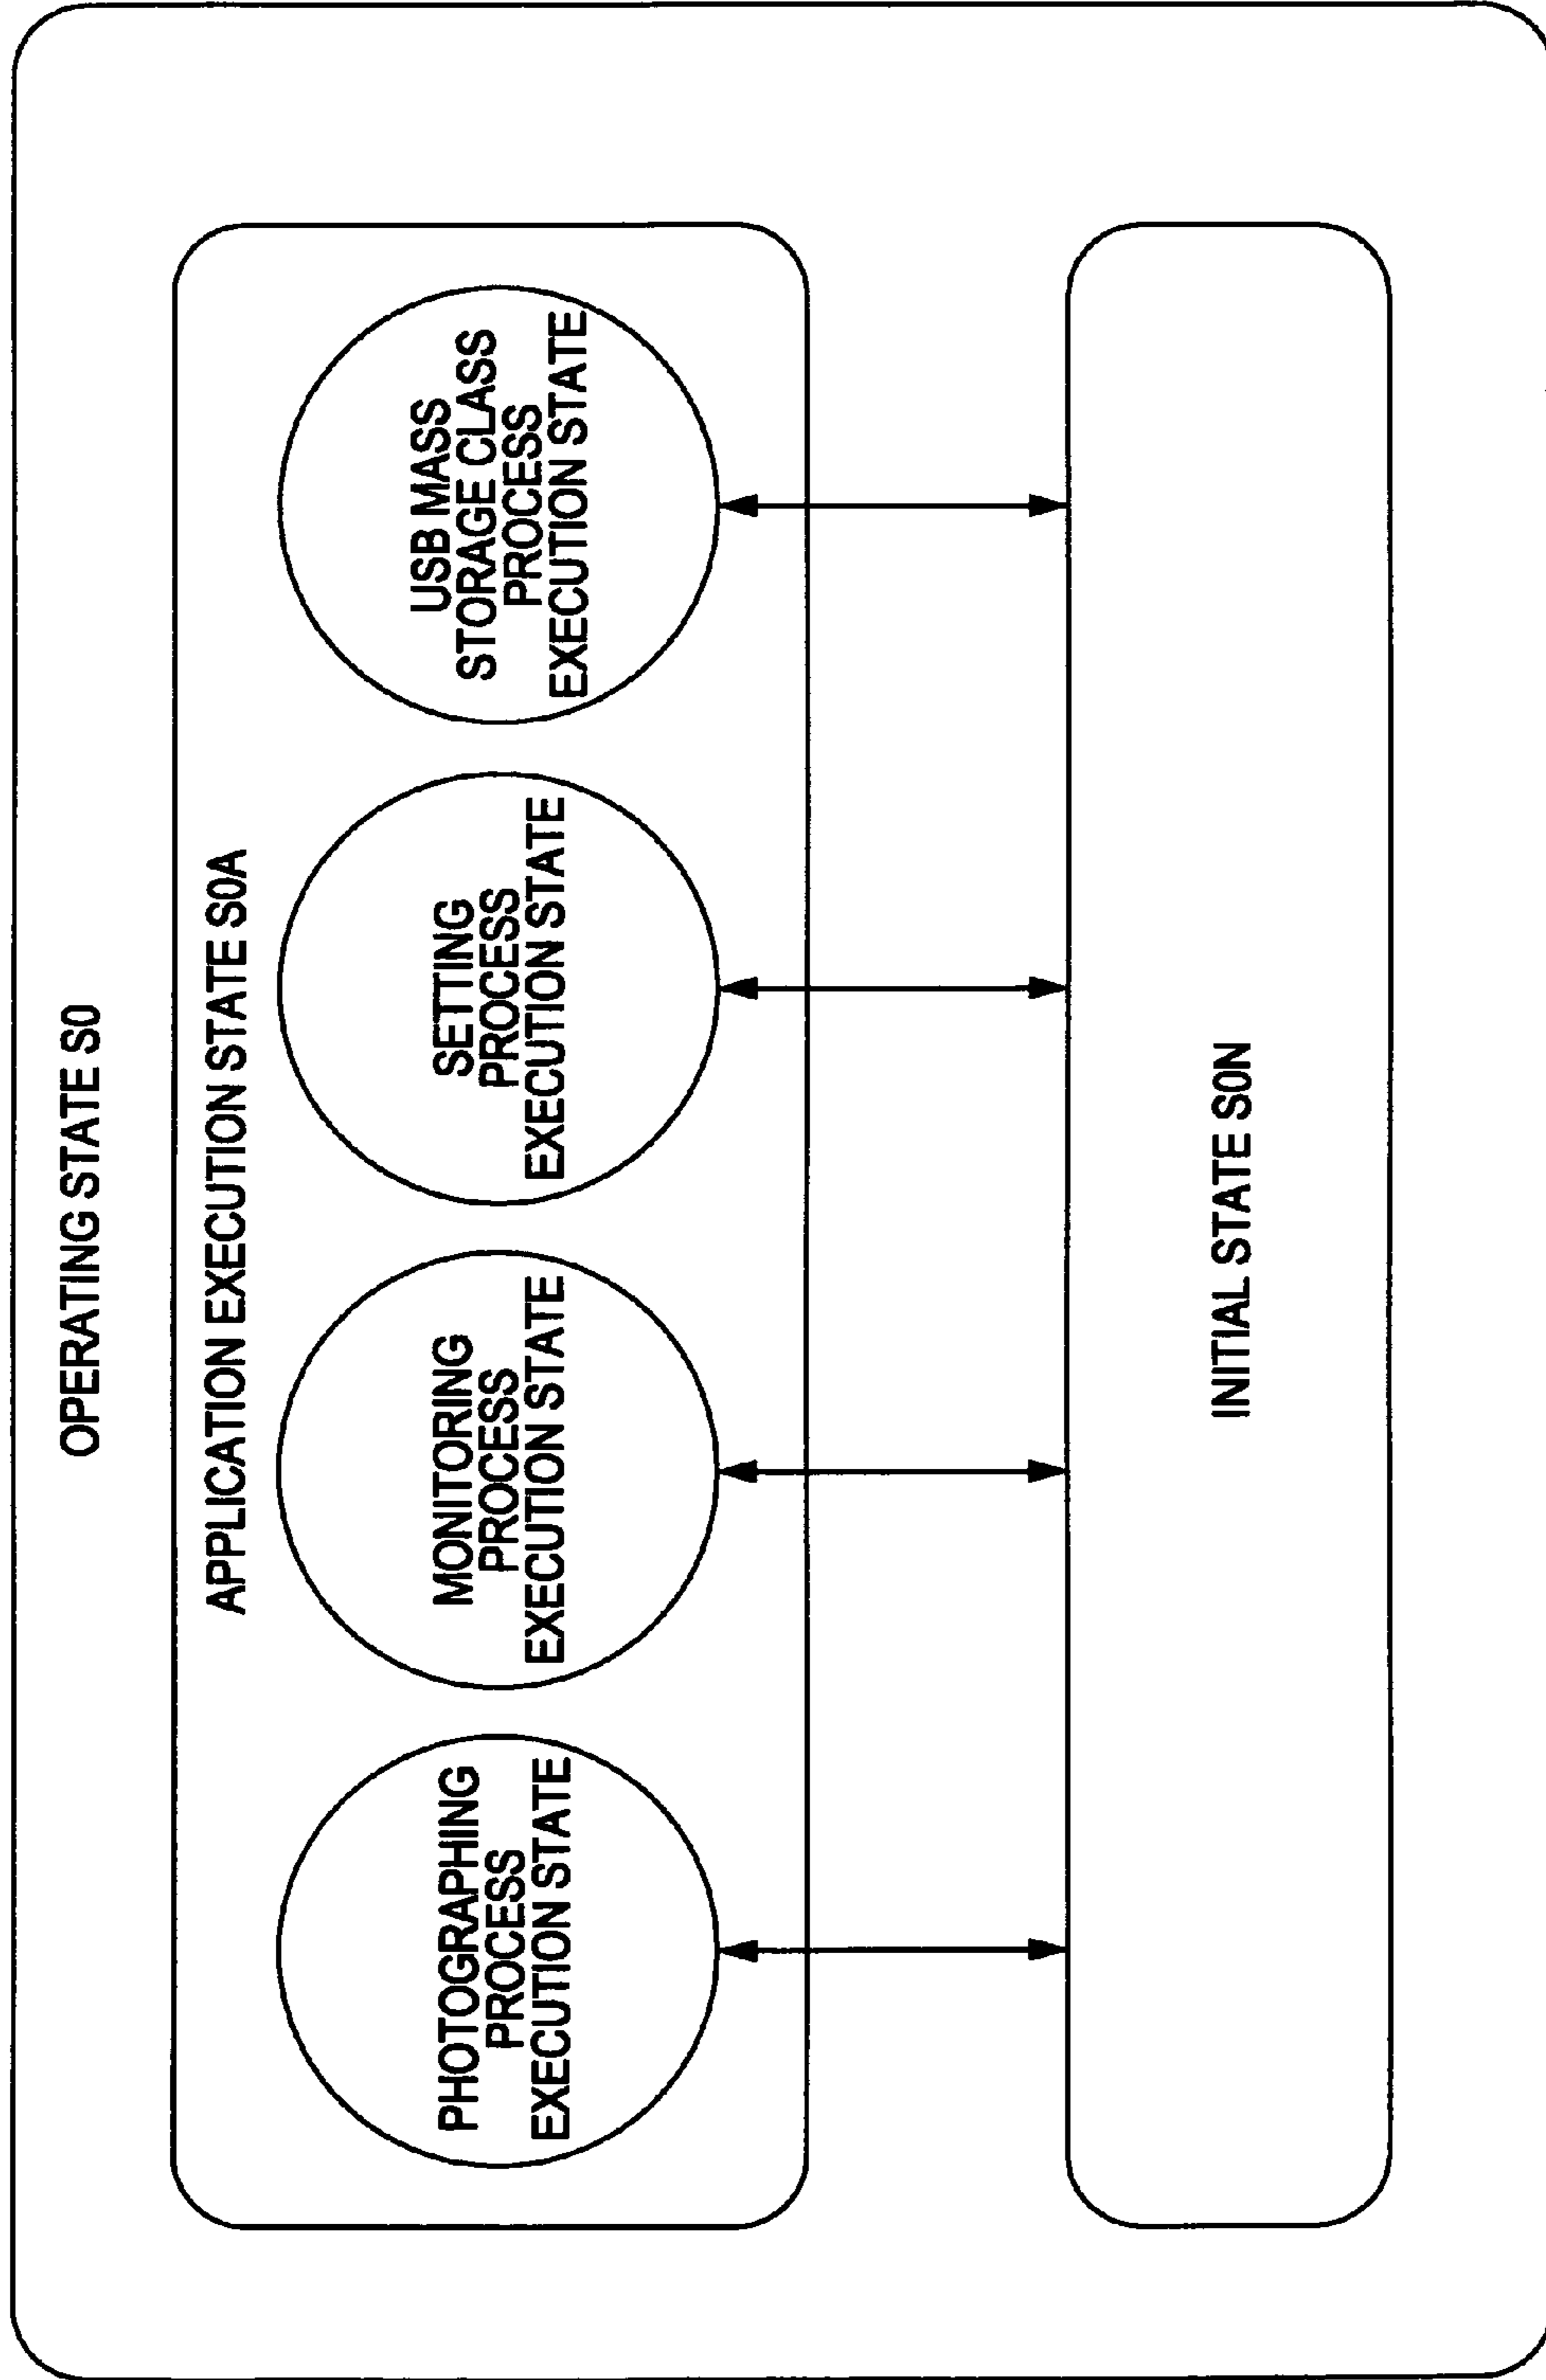 OPERATING STATE S0
APPLICATION EXECUTION STATE S0A
PHOTOGRAPHING
PROCESS
EXECUTION STATE
MONITORING
PROCESS
EXECUTION STATE
SETTING
PROCESS
EXECUTION STATE
USB MASS
STORAGE CLASS
PROCESS
EXECUTION STATE
INITIAL STATE S0N